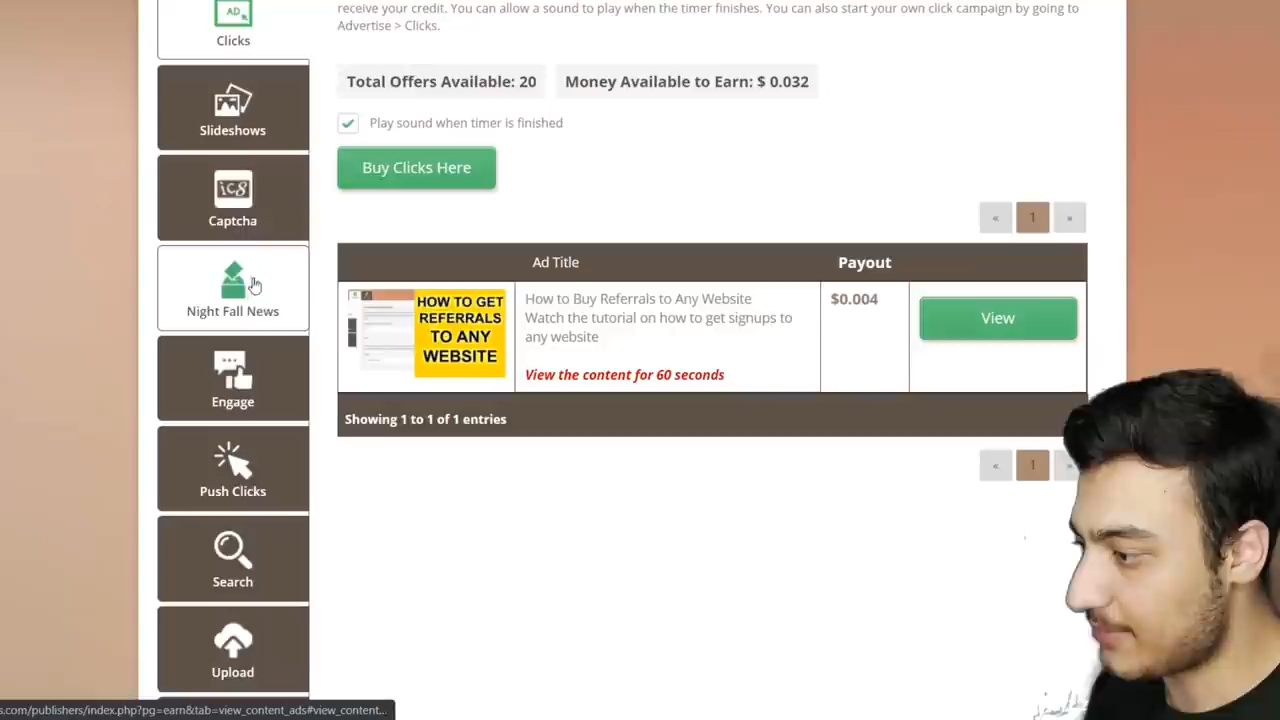 receive your credit. You can allow a sound to play when the timer finishes. You can also start your own click campaign by going to
Advertise > Clicks.
AD
Clicks
Total Offers Available: 20
Money Available to Earn: $ 0.032
Play sound when timer is finished
Slideshows
Buy Clicks Here
ic8
Captcha
« 1 »
Ad Title
Payout
Night Fall News
HOW TO GET
REFERRALS
TO ANY
WEBSITE
How to Buy Referrals to Any Website
Watch the tutorial on how to get signups to
any website
View the content for 60 seconds
$0.004
View
Engage
Showing 1 to 1 of 1 entries
« 1 »
Push Clicks
Search
Upload
s.com/publishers/index.php?pg=earn&tab=view_content_ads#view_content...